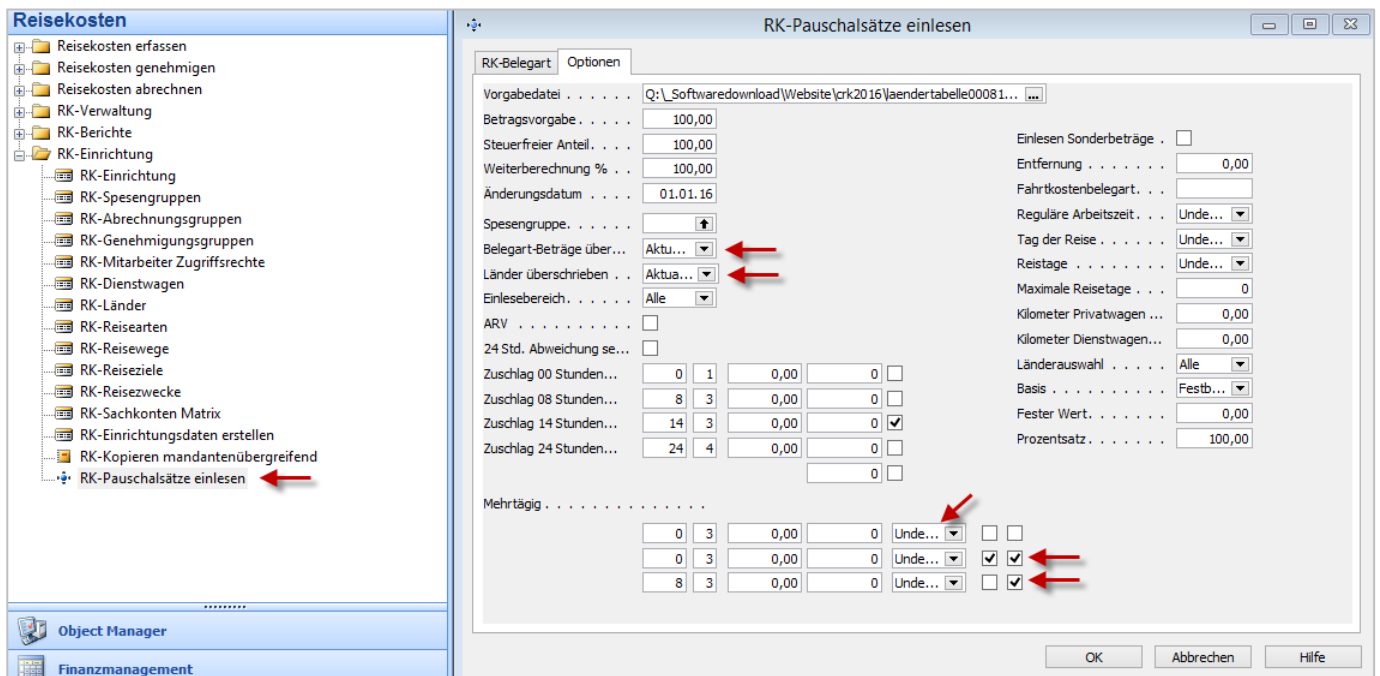 Reisekosten
Reisekosten erfassen
Reisekosten genehmigen
Reisekosten abrechnen
RK-Verwaltung
RK-Berichte
RK-Einrichtung
RK-Einrichtung
RK-Spesengruppen
RK-Abrechnungsgruppen
RK-Genehmigungsgruppen
RK-Mitarbeiter Zugriffsrechte
RK-Dienstwagen
RK-Länder
RK-Reisearten
RK-Reisewege
RK-Reiseziele
RK-Reisezwecke
RK-Sachkonten Matrix
RK-Einrichtungsdaten erstellen
RK-Kopieren mandantenübergreifend
RK-Pauschalsätze einlesen
Object Manager
Finanzmanagement
RK-Pauschalsätze einlesen
RK-Belegart Optionen
Vorgabedatei . . . . . . Q:\_Softwaredownload\Website\crk2016\laendertabelle00081... ...
Betragsvorgabe . . . . . 100,00
Steuerfreier Anteil. . . . 100,00
Weiterberechnung % . . 100,00
Änderungsdatum . . . . 01.01.16
Spesengruppe. . . . . .
Belegart-Beträge über... Aktu...
Länder überschrieben . . Aktua...
Einlesebereich. . . . . . Alle
ARV . . . . . . . . . .
24 Std. Abweichung se...
Zuschlag 00 Stunden... 0 1 0,00 0
Zuschlag 08 Stunden... 8 3 0,00 0
Zuschlag 14 Stunden... 14 3 0,00 0
Zuschlag 24 Stunden... 24 4 0,00 0
0
Mehrtägig . . . . . . . . . . . . . .
0 3 0,00 0 Unde...
0 3 0,00 0 Unde...
8 3 0,00 0 Unde...
Einlesen Sonderbeträge .
Entfernung . . . . . . . 0,00
Fahrtkostenbelegart. . .
Reguläre Arbeitszeit. . . Unde...
Tag der Reise . . . . . . Unde...
Reistage . . . . . . . . Unde...
Maximale Reisetage . . . 0
Kilometer Privatwagen ... 0,00
Kilometer Dienstwagen... 0,00
Länderauswahl . . . . . Alle
Basis . . . . . . . . . . Festb...
Fester Wert. . . . . . . 0,00
Prozentsatz. . . . . . . 100,00
OK Abbrechen Hilfe